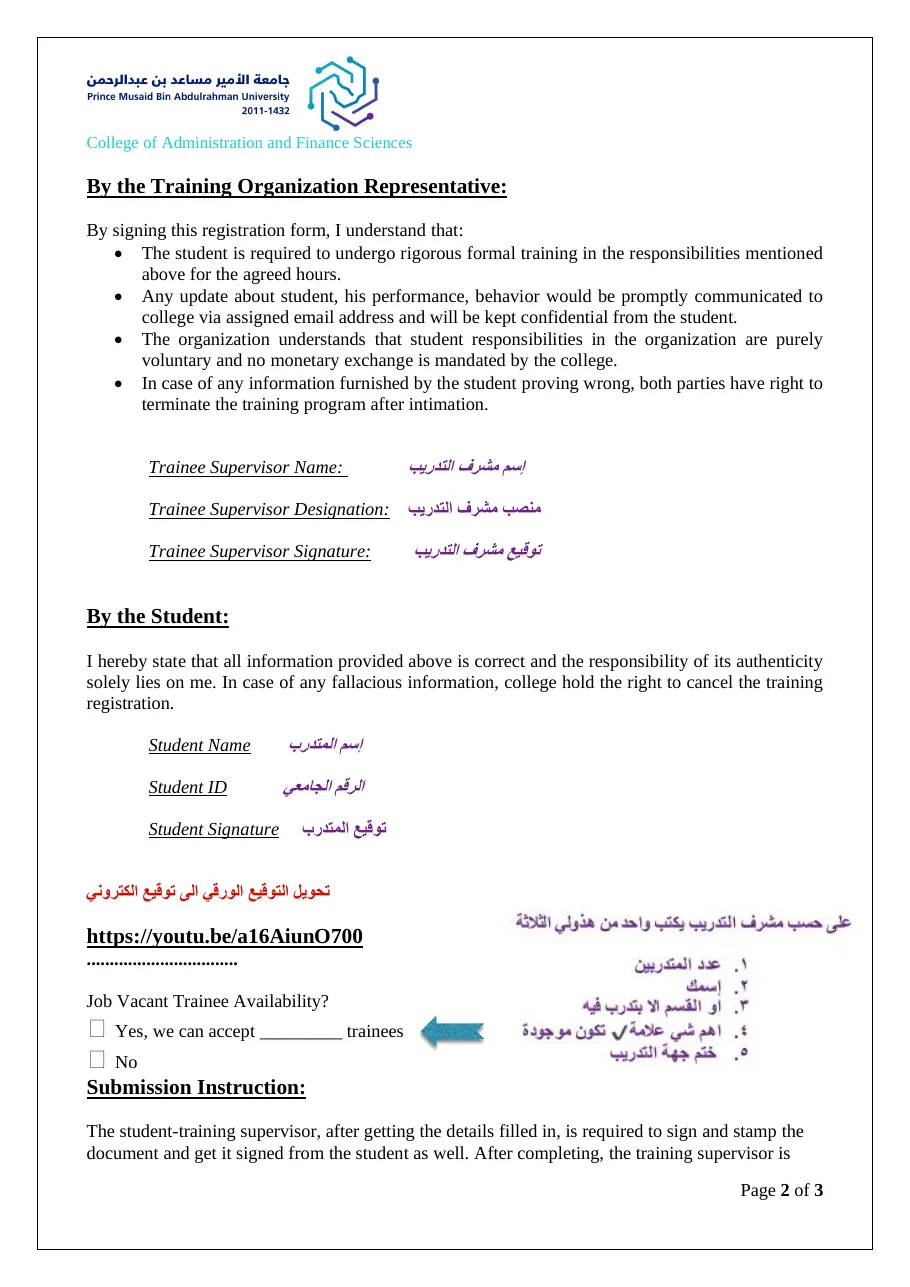 جامعة الأمير مساعد بن عبدالرحمن
Prince Musaid Bin Abdulrahman University
2011-1432
College of Administration and Finance Sciences
By the Training Organization Representative:
By signing this registration form, I understand that:
• The student is required to undergo rigorous formal training in the responsibilities mentioned
above for the agreed hours.
• Any update about student, his performance, behavior would be promptly communicated to
college via assigned email address and will be kept confidential from the student.
• The organization understands that student responsibilities in the organization are purely
voluntary and no monetary exchange is mandated by the college.
• In case of any information furnished by the student proving wrong, both parties have right to
terminate the training program after intimation.
Trainee Supervisor Name: إسم مشرف التدريب
Trainee Supervisor Designation: منصب مشرف التدريب
Trainee Supervisor Signature: توقيع مشرف التدريب
By the Student:
I hereby state that all information provided above is correct and the responsibility of its authenticity
solely lies on me. In case of any fallacious information, college hold the right to cancel the training
registration.
Student Name إسم المتدرب
Student ID الرقم الجامعي
Student Signature توقيع المتدرب
تحويل التوقيع الورقي الى توقيع الكتروني
https://youtu.be/a16AiunO700
.................................
على حسب مشرف التدريب يكتب واحد من هذولي الثلاثة
١. عدد المتدربين
٢. إسمك
٣. او القسم الا يتدرب فيه
٤. اهم شي علامة ✓ تكون موجودة
٥. ختم جهة التدريب
Job Vacant Trainee Availability?
☐ Yes, we can accept _________ trainees
☐ No
Submission Instruction:
The student-training supervisor, after getting the details filled in, is required to sign and stamp the
document and get it signed from the student as well. After completing, the training supervisor is
Page 2 of 3